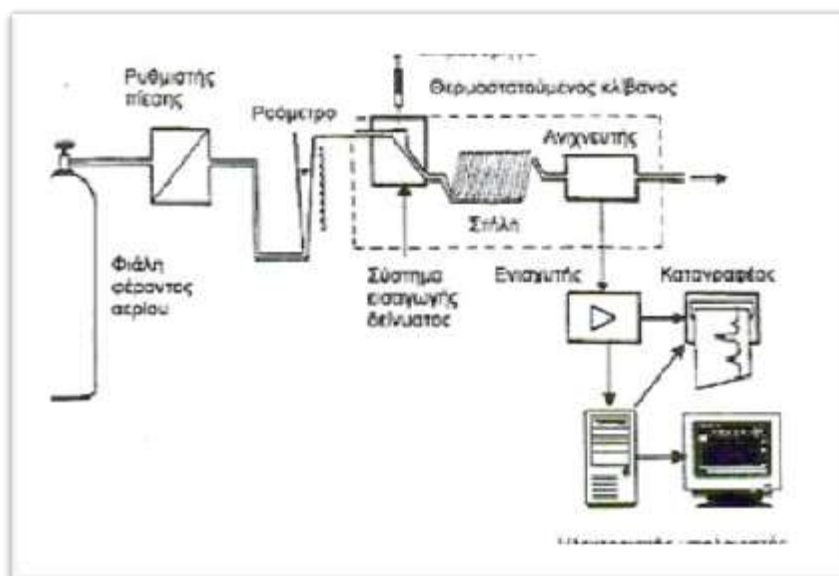 Ρυθμιστής
πίεσης
Ροόμετρο
Θερμοστατούμενος κλίβανος
Ανιχνευτής
Στήλη
Φιάλη
φέροντος
αερίου
Σύστημα
εισαγωγής
δείγματος
Ενισχυτής
Καταγραφέας